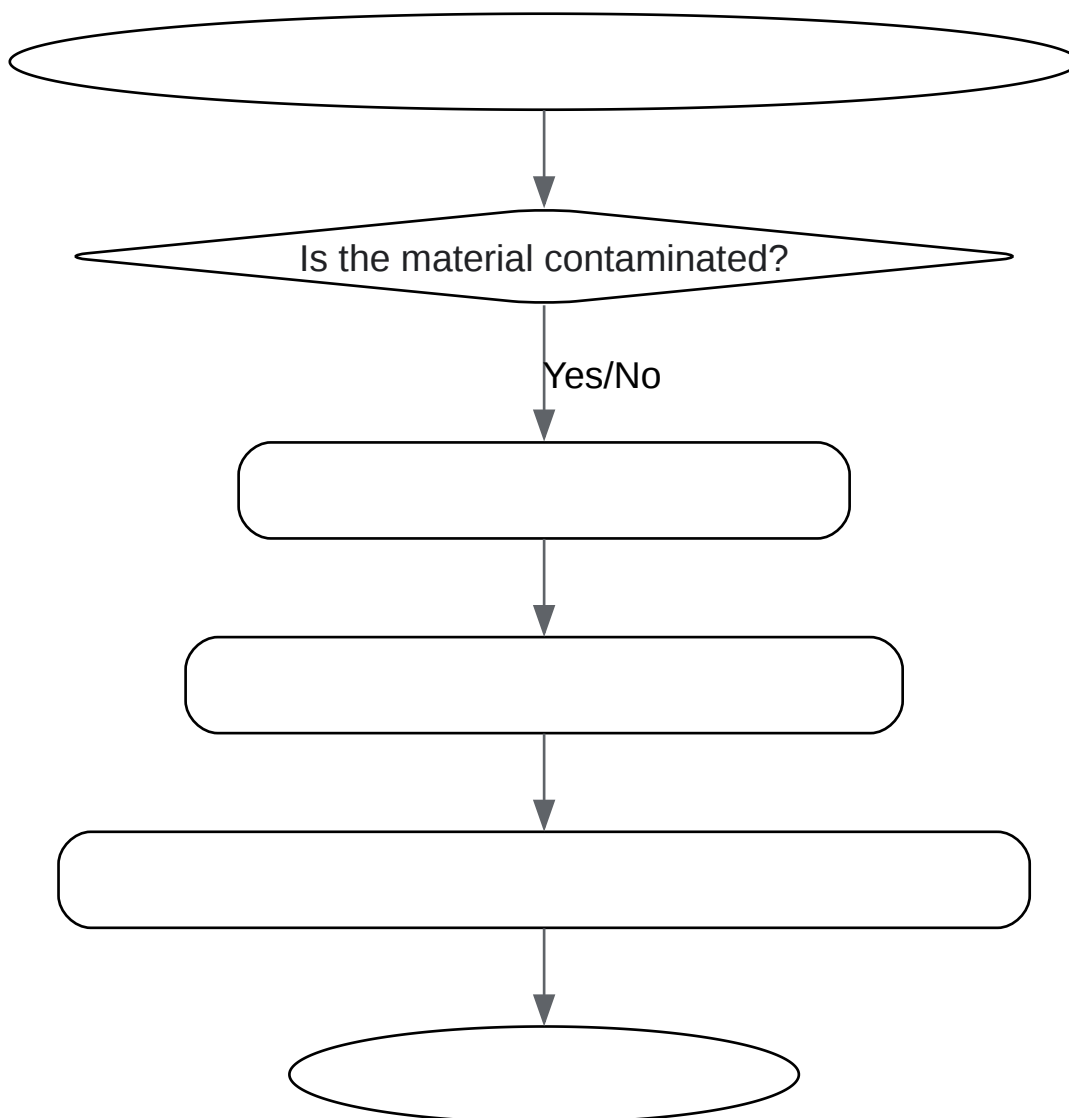 Is the material contaminated?
Yes/No